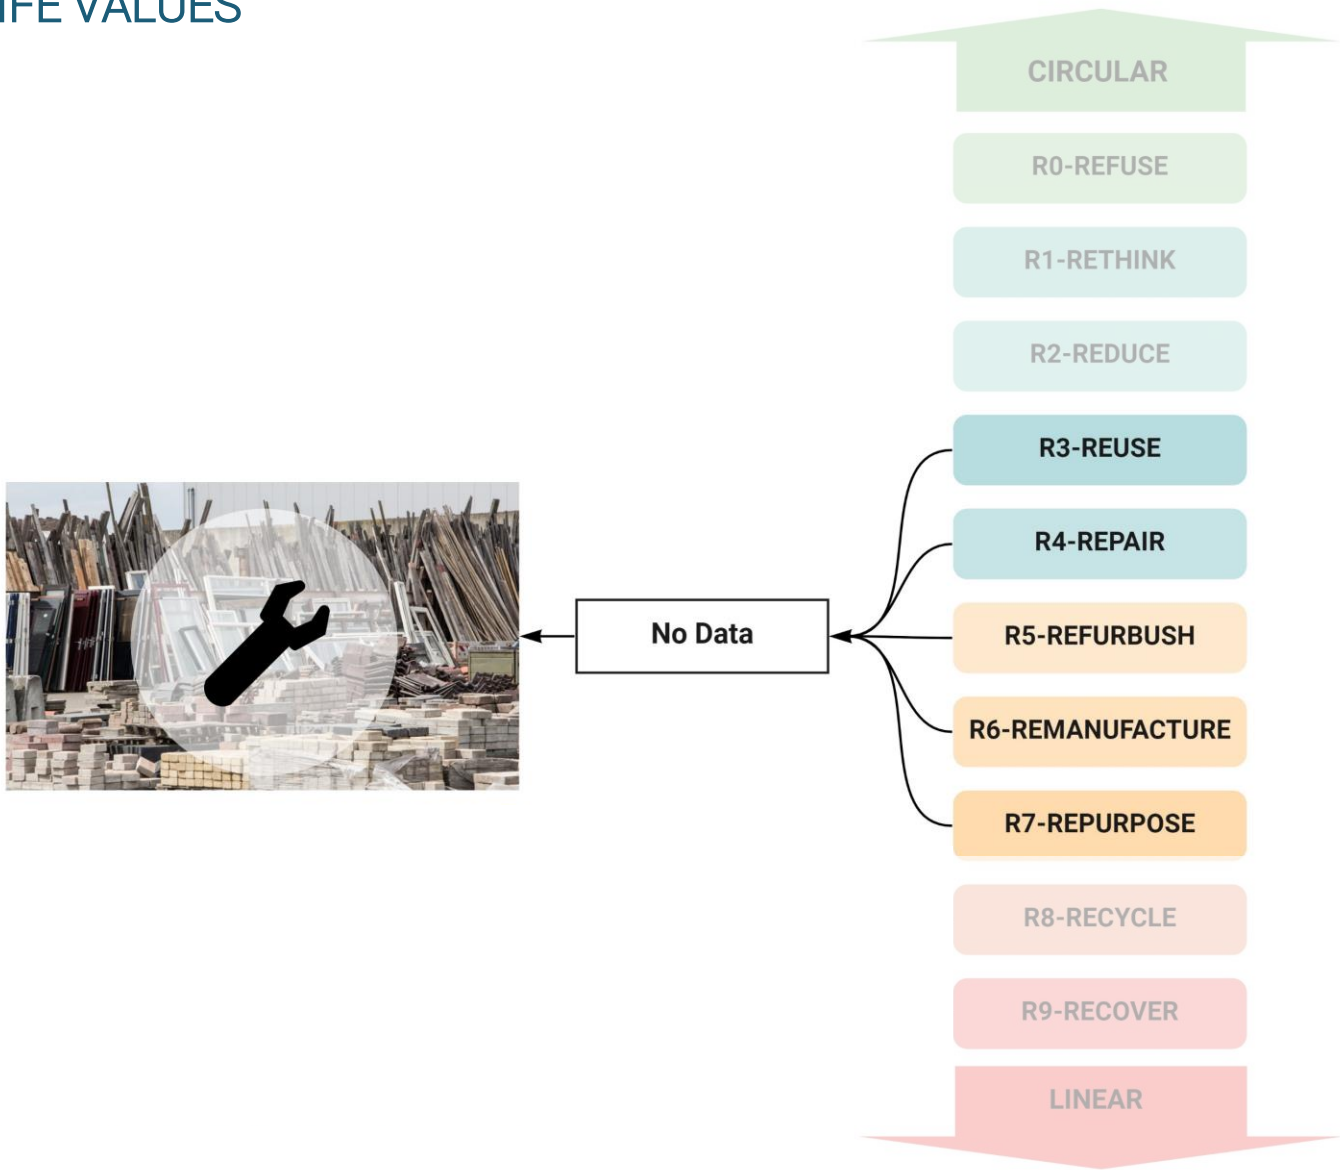 IFE VALUES
CIRCULAR
R0-REFUSE
R1-RETHINK
R2-REDUCE
R3-REUSE
R4-REPAIR
No Data
R5-REFURBUSH
R6-REMANUFACTURE
R7-REPURPOSE
R8-RECYCLE
R9-RECOVER
LINEAR